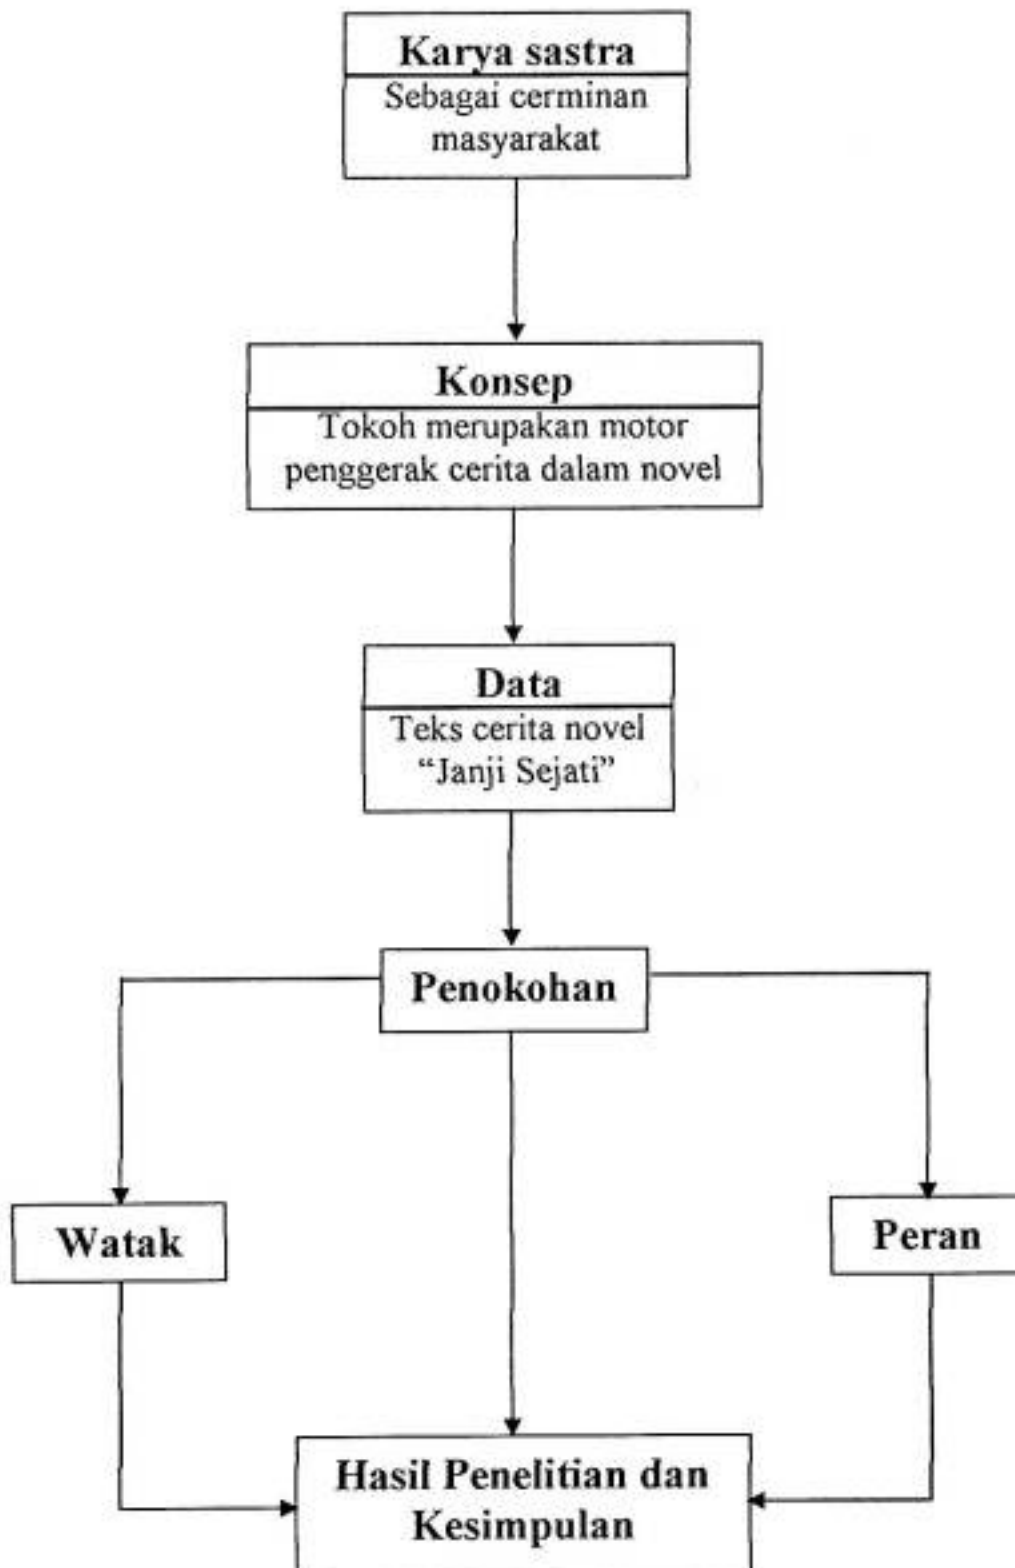 Karya sastra
Sebagai cerminan
masyarakat
Konsep
Tokoh merupakan motor
penggerak cerita dalam novel
Data
Teks cerita novel
“Janji Sejati”
Penokohan
Watak
Peran
Hasil Penelitian dan
Kesimpulan